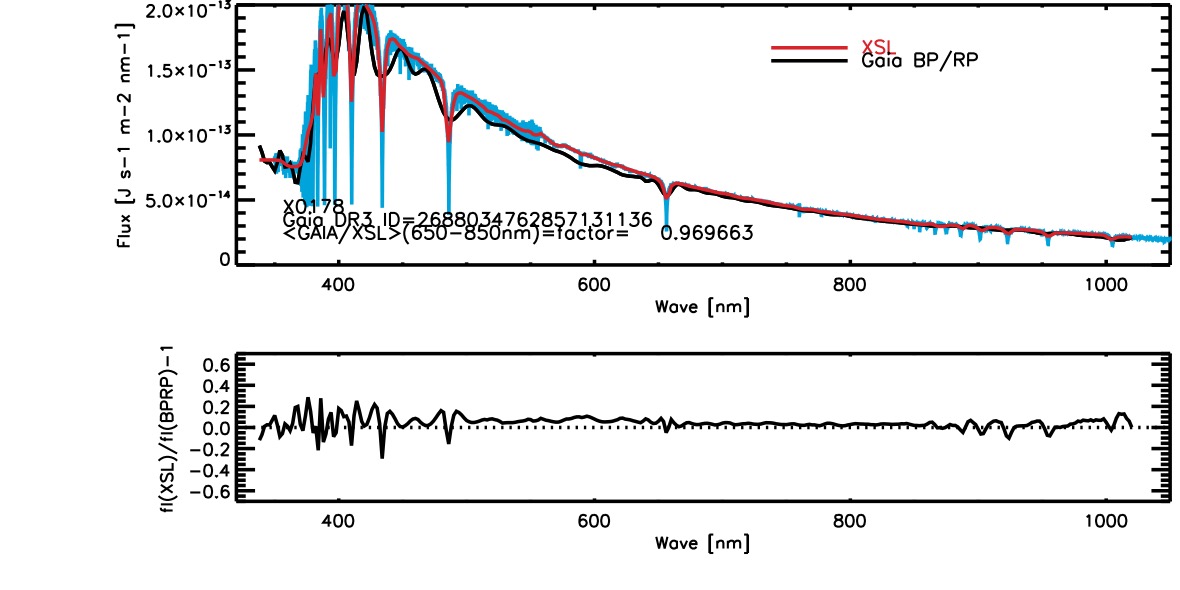 2.0×10−13
1.5×10−13
1.0×10−13
5.0×10−14
0
Flux [J s−1 m−2 nm−1]
XSL
Gaia BP/RP
X0178
Gaia DR3 ID=2688034762857131136
<GAIA/XSL>(650−850nm)=factor= 0.969663
400 600 800 1000
Wave [nm]
0.6
0.4
0.2
0.0
−0.2
−0.4
−0.6
fl(XSL)/fl(BPRP)−1
400 600 800 1000
Wave [nm]